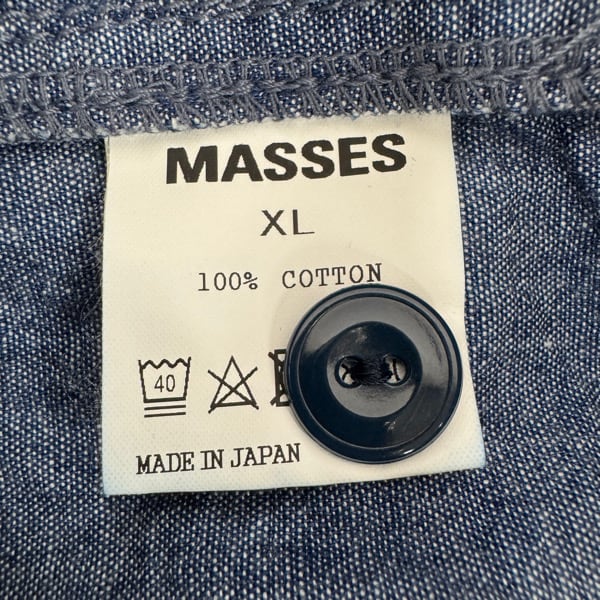 MASSES
XL
100% COTTON
40
MADE IN JAPAN